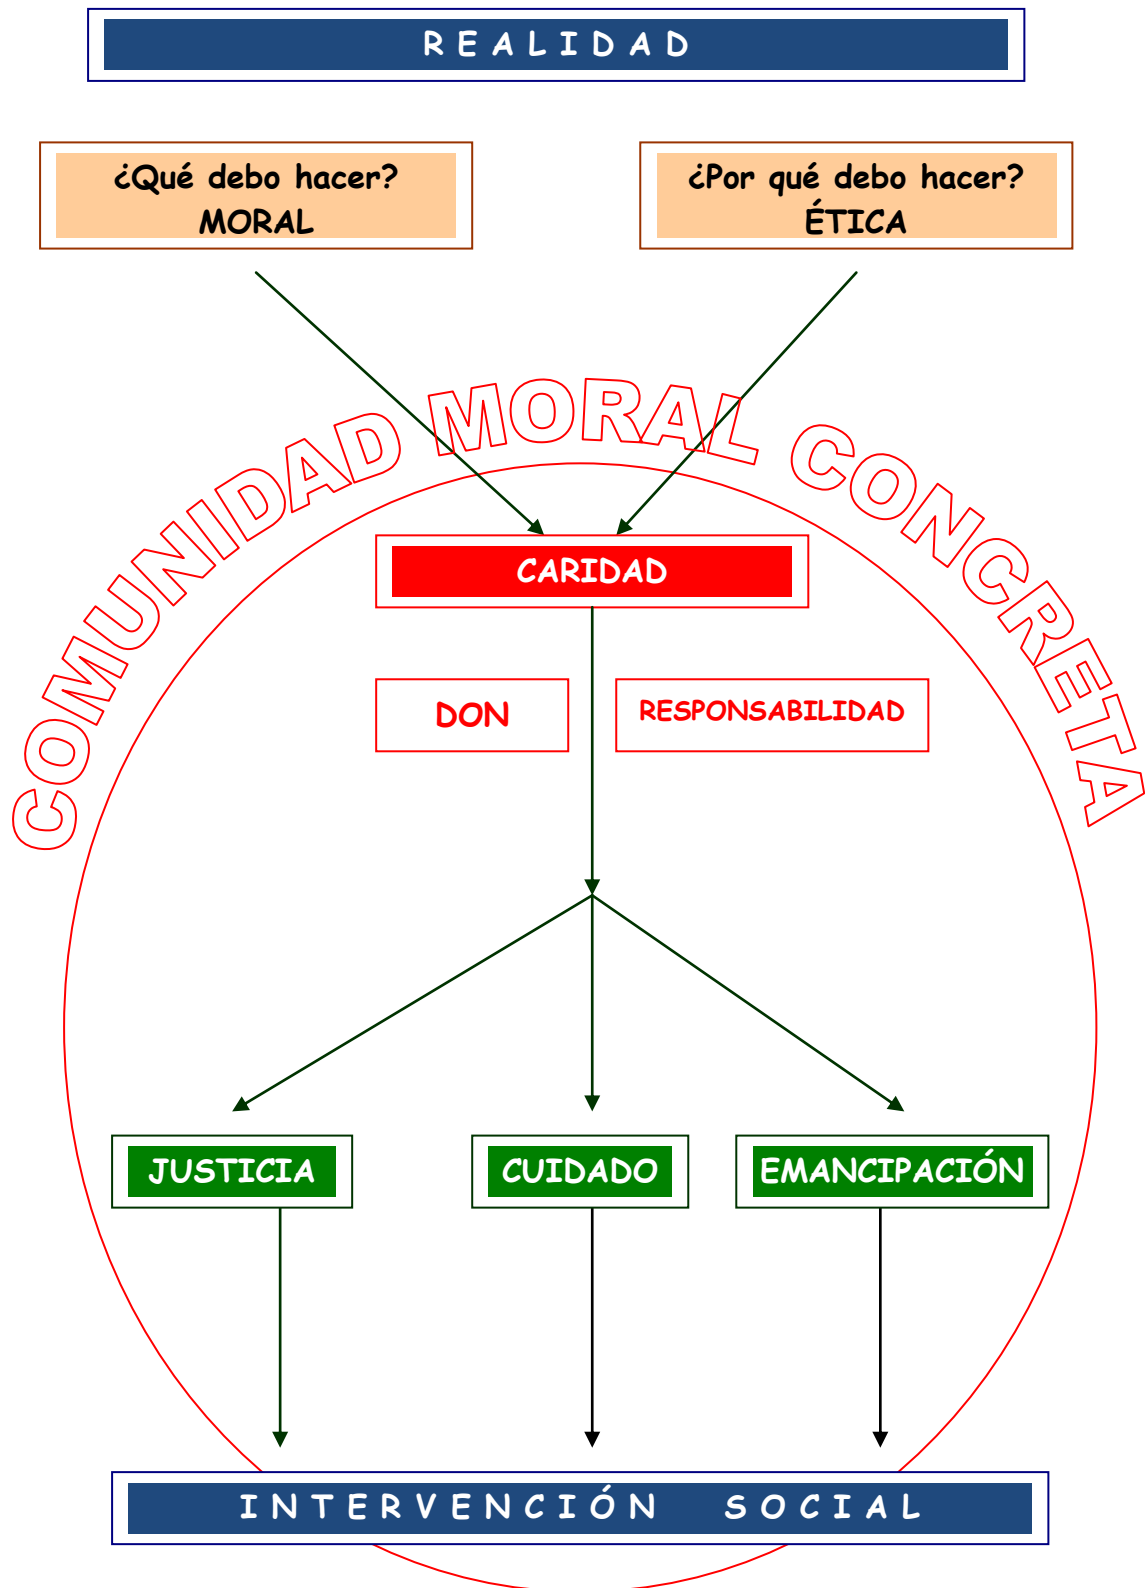 REALIDAD
¿Qué debo hacer?
MORAL
¿Por qué debo hacer?
ÉTICA
COMUNIDAD MORAL CONCRETA
CARIDAD
DON
RESPONSABILIDAD
JUSTICIA
CUIDADO
EMANCIPACIÓN
INTERVENCIÓN SOCIAL